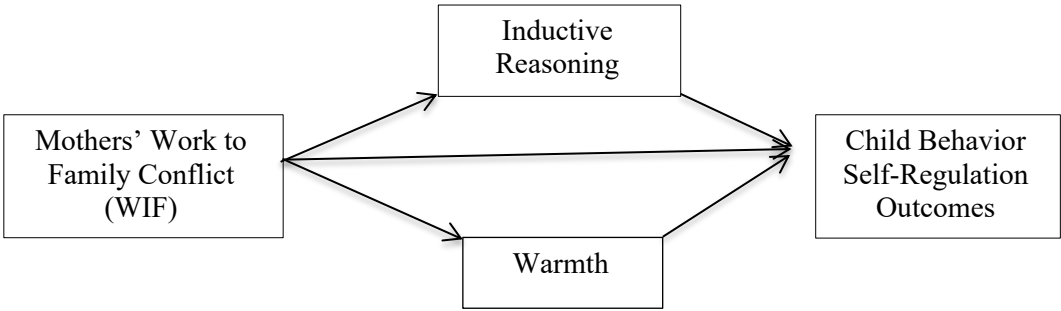 Inductive
Reasoning
Mothers’ Work to
Family Conflict
(WIF)
Child Behavior
Self-Regulation
Outcomes
Warmth